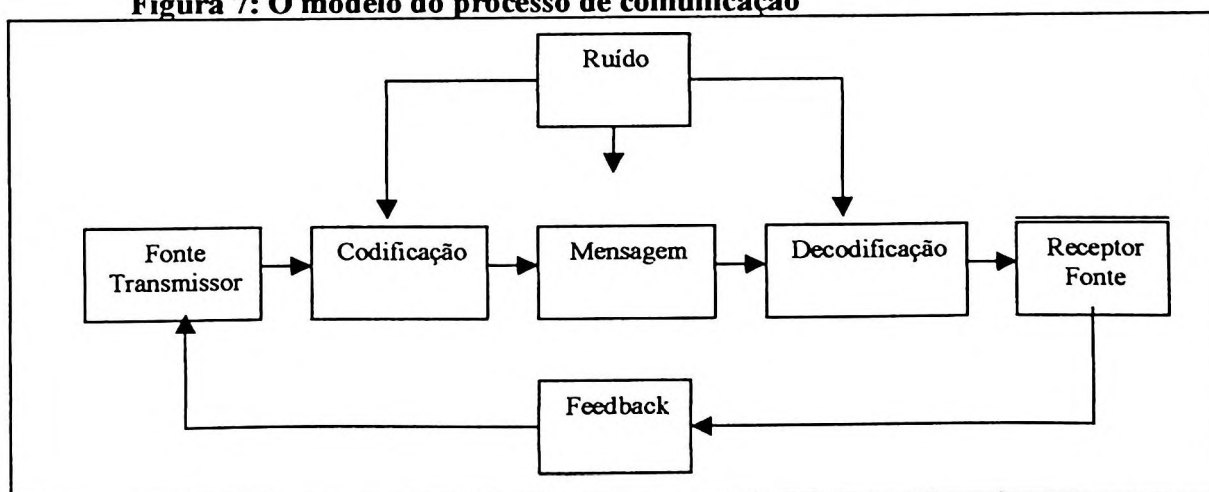 Figura 7: O modelo do processo de comunicação
Ruído
Fonte
Transmissor
Codificação
Mensagem
Decodificação
Receptor
Fonte
Feedback